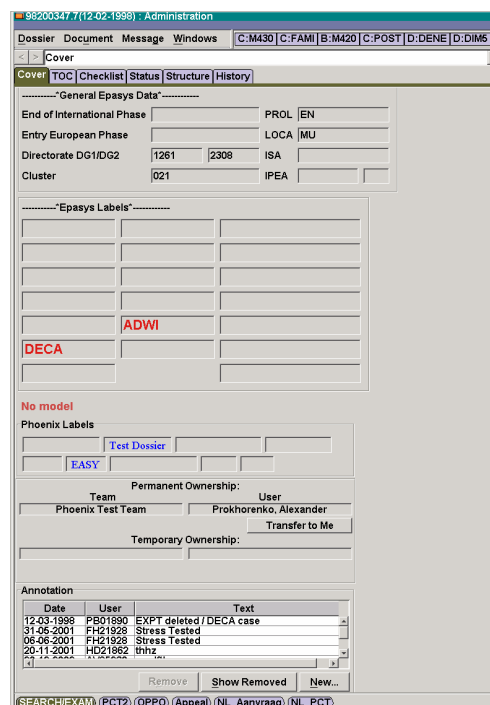 98200347.7(12-02-1998) : Administration
Dossier Document Message Windows C:M430 C:FAMI B:M420 C:POST D:DENE D:DIM5
< > Cover
Cover TOC Checklist Status Structure History
-----------"General Epasys Data"------------
End of International Phase PROL EN
Entry European Phase LOCA MU
Directorate DG1/DG2 1261 2308 ISA
Cluster 021 IPEA
-----------"Epasys Labels"------------
ADWI
DECA
No model
Phoenix Labels
Test Dossier
EASY
Permanent Ownership:
Team User
Phoenix Test Team Prokhorenko, Alexander
Transfer to Me
Temporary Ownership:
Annotation
Date User Text
12-03-1998 PB01890 EXPT deleted / DECA case
31-05-2001 FH21928 Stress Tested
06-06-2001 FH21928 Stress Tested
20-11-2001 HD21862 thhz
Remove Show Removed New...
(SEARCH/EXAM) (PCT2) (OPPO) (Appeal) (NL_Aanvraag) (NL_PCT)